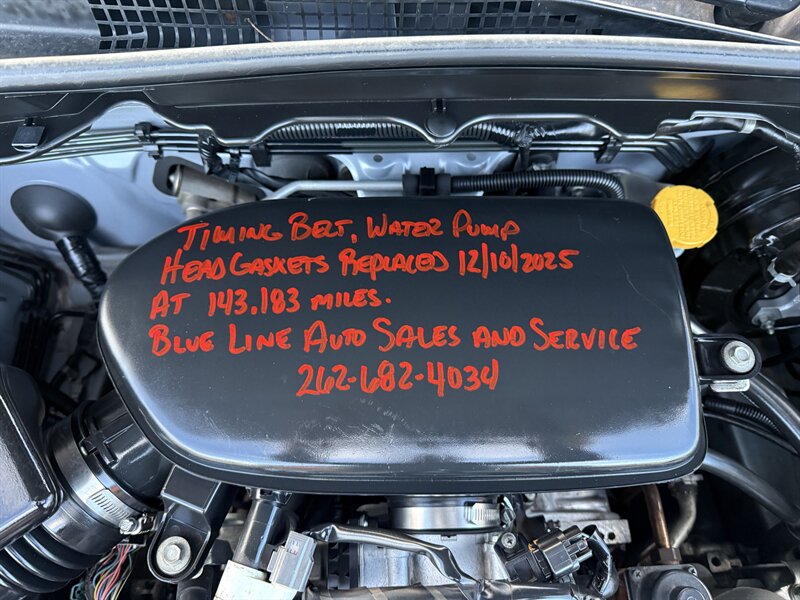 TIMING BELT, WATER PUMP
HEAD GASKETS REPLACED 12/10/2025
AT 143,183 MILES.
BLUE LINE AUTO SALES AND SERVICE
262-682-4034